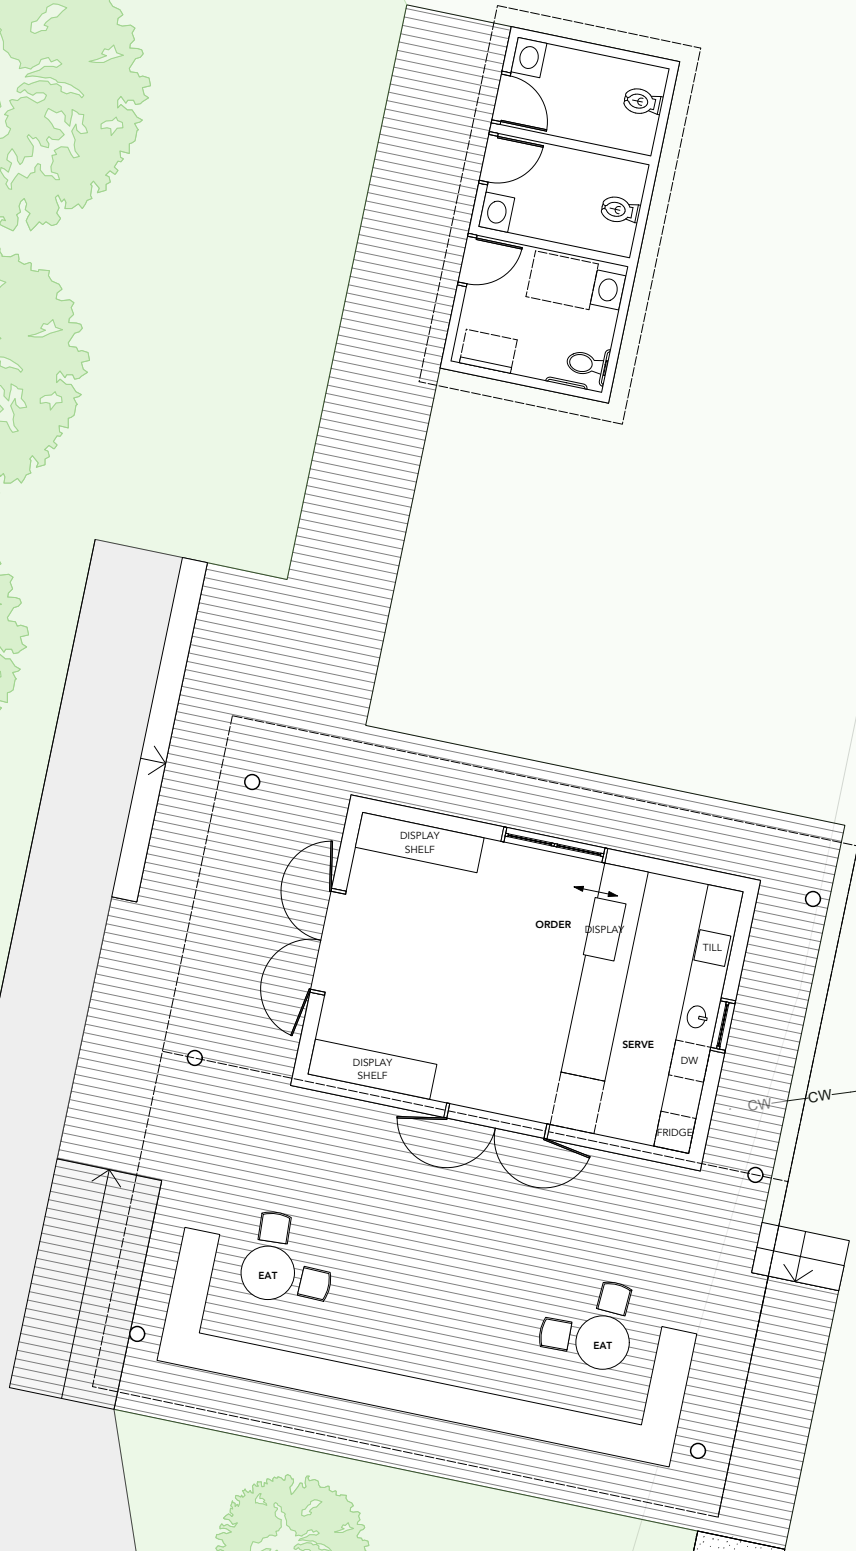 DISPLAY
SHELF
ORDER
DISPLAY
TILL
SERVE
DW
DISPLAY
SHELF
CW
CW
FRIDGE
EAT
EAT